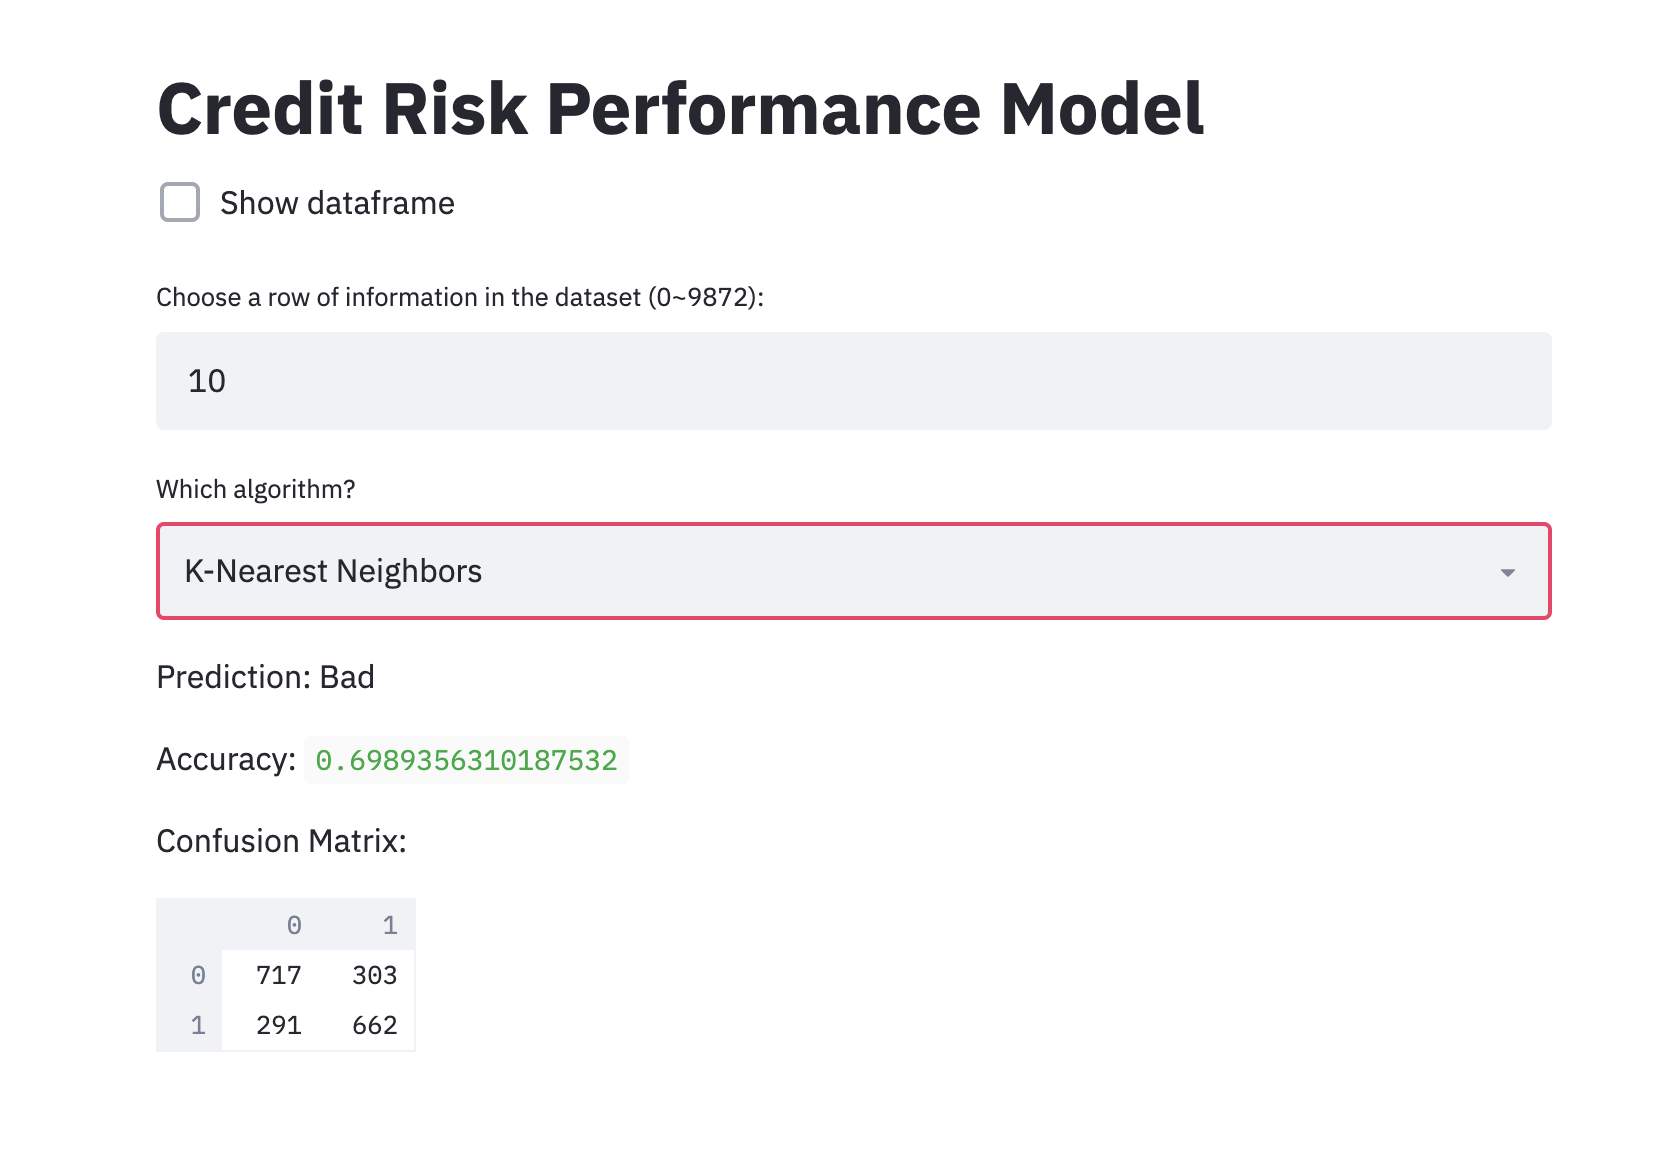 Credit Risk Performance Model
Show dataframe
Choose a row of information in the dataset (0~9872):
10
Which algorithm?
K-Nearest Neighbors
Prediction: Bad
Accuracy: 0.6989356310187532
Confusion Matrix:
0 1
0 717 303
1 291 662